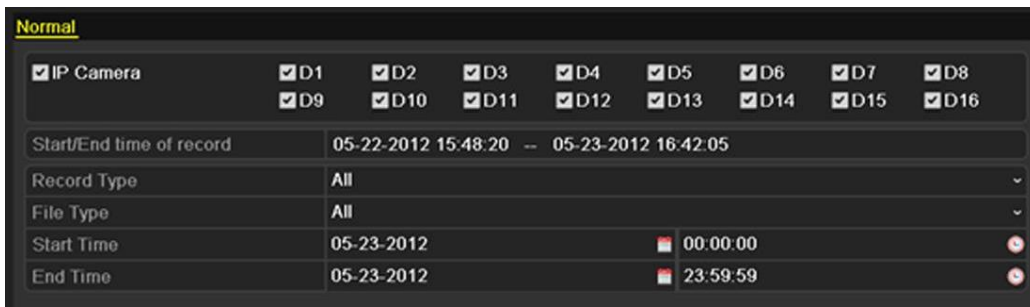 Normal
IP Camera D1 D2 D3 D4 D5 D6 D7 D8
D9 D10 D11 D12 D13 D14 D15 D16
Start/End time of record 05-22-2012 15:48:20 -- 05-23-2012 16:42:05
Record Type All
File Type All
Start Time 05-23-2012 00:00:00
End Time 05-23-2012 23:59:59